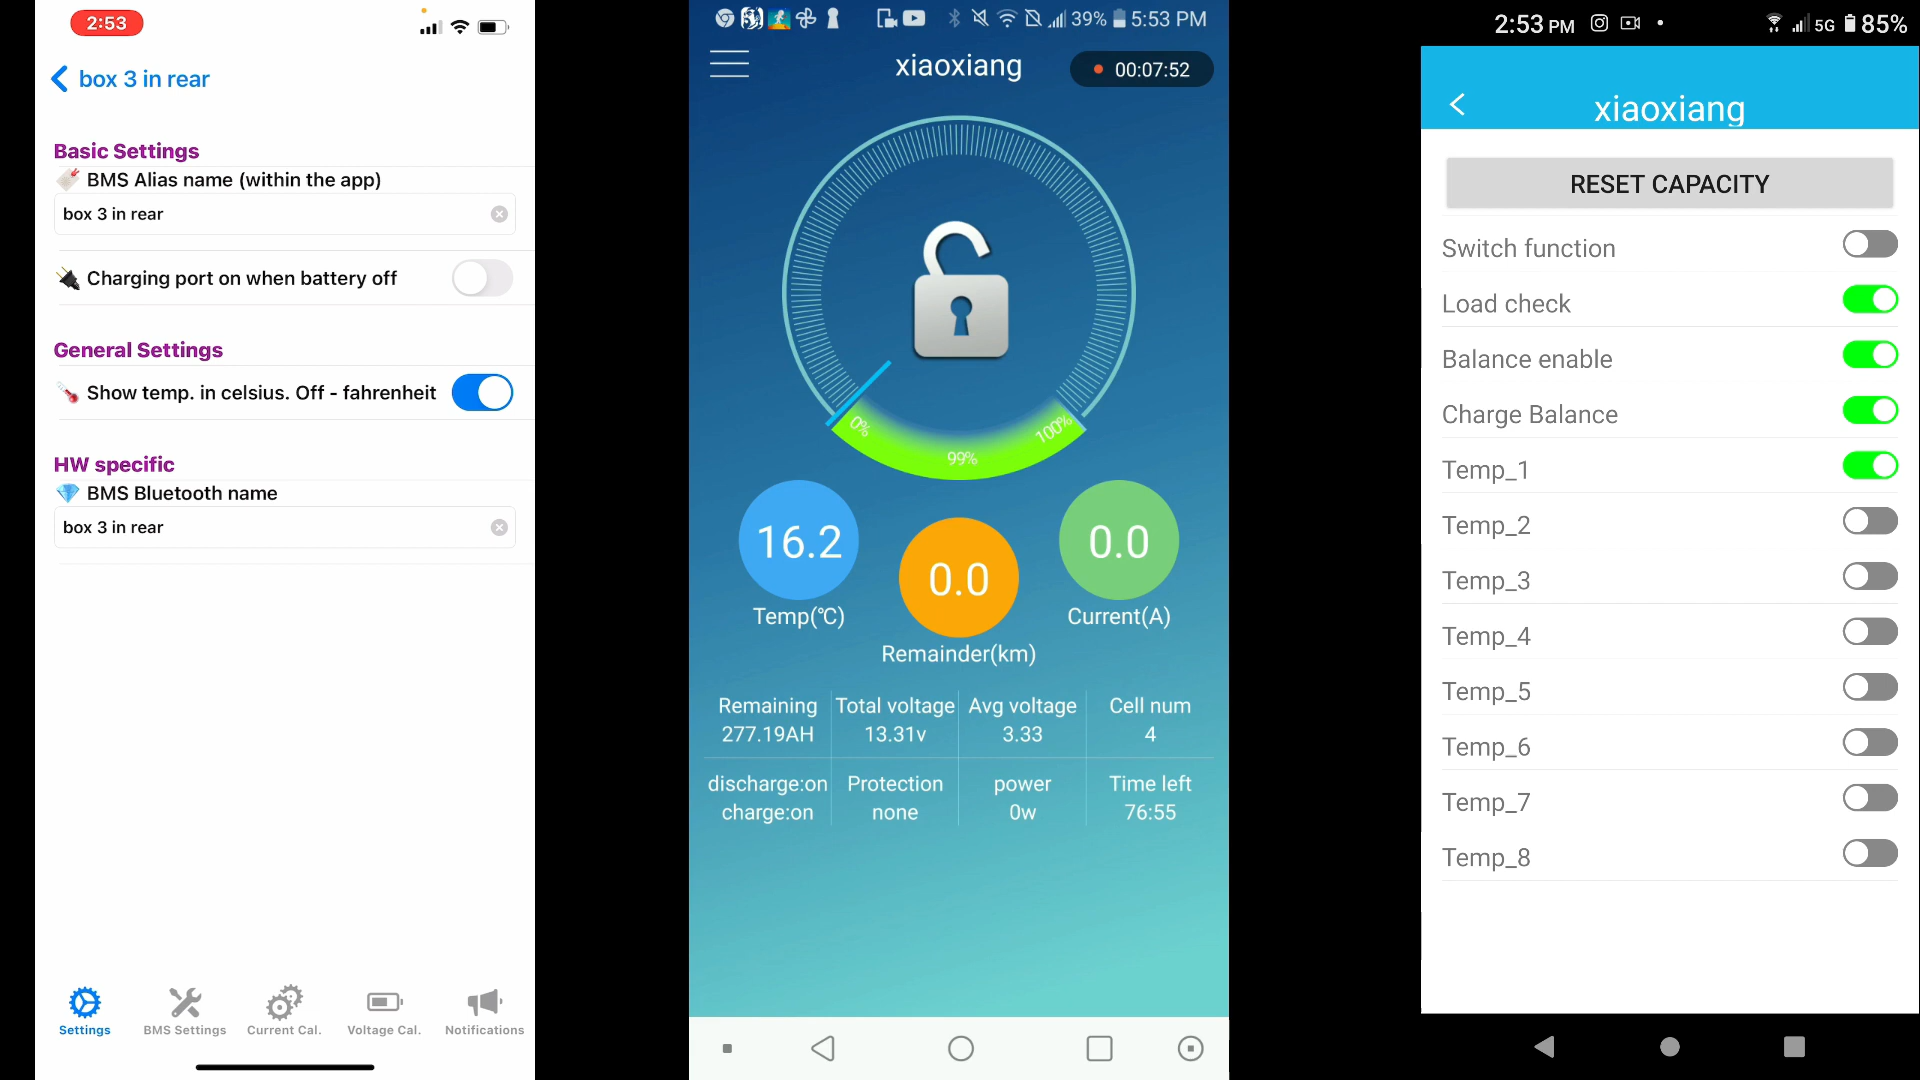 2:53
box 3 in rear
Basic Settings
BMS Alias name (within the app)
box 3 in rear
Charging port on when battery off
General Settings
Show temp. in celsius. Off - fahrenheit
HW specific
BMS Bluetooth name
box 3 in rear
Settings
BMS Settings
Current Cal.
Voltage Cal.
Notifications
39% 5:53 PM
xiaoxiang
00:07:52
0%
99%
100%
16.2
Temp(℃)
0.0
Remainder(km)
0.0
Current(A)
Remaining
277.19AH
Total voltage
13.31v
Avg voltage
3.33
Cell num
4
discharge:on
charge:on
Protection
none
power
0w
Time left
76:55
2:53 PM 5G 85%
xiaoxiang
RESET CAPACITY
Switch function
Load check
Balance enable
Charge Balance
Temp_1
Temp_2
Temp_3
Temp_4
Temp_5
Temp_6
Temp_7
Temp_8